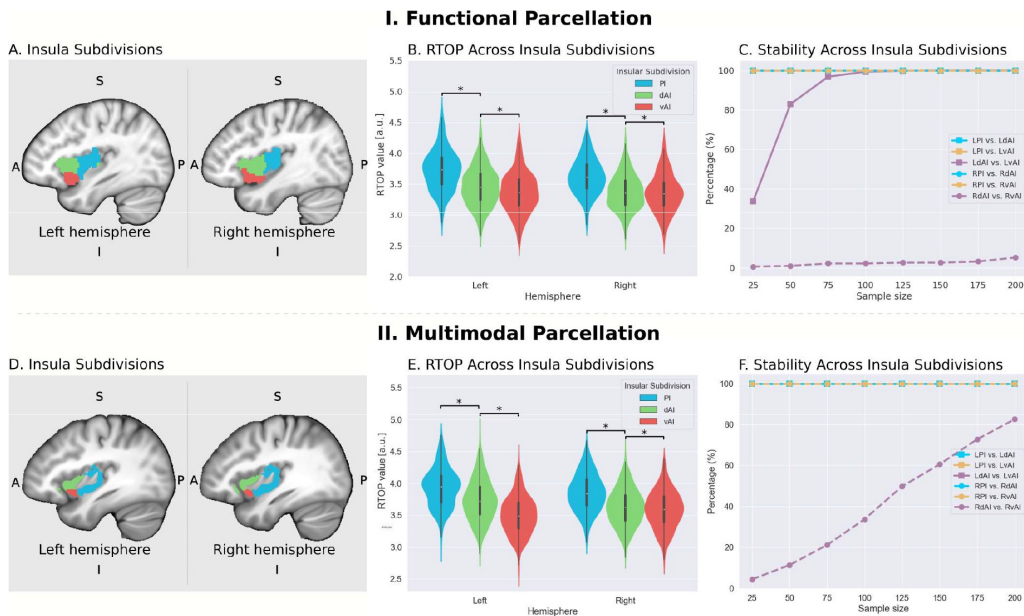 I. Functional Parcellation
A. Insula Subdivisions
S
A
P
Left hemisphere
Right hemisphere
I
B. RTOP Across Insula Subdivisions
5.5
5.0
4.5
4.0
3.5
3.0
2.5
2.0
RTOP value [a.u.]
Insular Subdivision
PI
dAI
vAI
*
*
*
*
Left
Right
Hemisphere
C. Stability Across Insula Subdivisions
100
80
60
40
20
0
Percentage (%)
LPI vs. LdAI
LPI vs. LvAI
LdAI vs. LvAI
RPI vs. RdAI
RPI vs. RvAI
RdAI vs. RvAI
25 50 75 100 125 150 175 200
Sample size
II. Multimodal Parcellation
D. Insula Subdivisions
S
A
P
Left hemisphere
Right hemisphere
I
E. RTOP Across Insula Subdivisions
5.5
5.0
4.5
4.0
3.5
3.0
2.5
RTOP value [a.u.]
Insular Subdivision
PI
dAI
vAI
*
*
*
*
Left
Right
Hemisphere
F. Stability Across Insula Subdivisions
100
80
60
40
20
0
Percentage (%)
LPI vs. LdAI
LPI vs. LvAI
LdAI vs. LvAI
RPI vs. RdAI
RPI vs. RvAI
RdAI vs. RvAI
25 50 75 100 125 150 175 200
Sample size